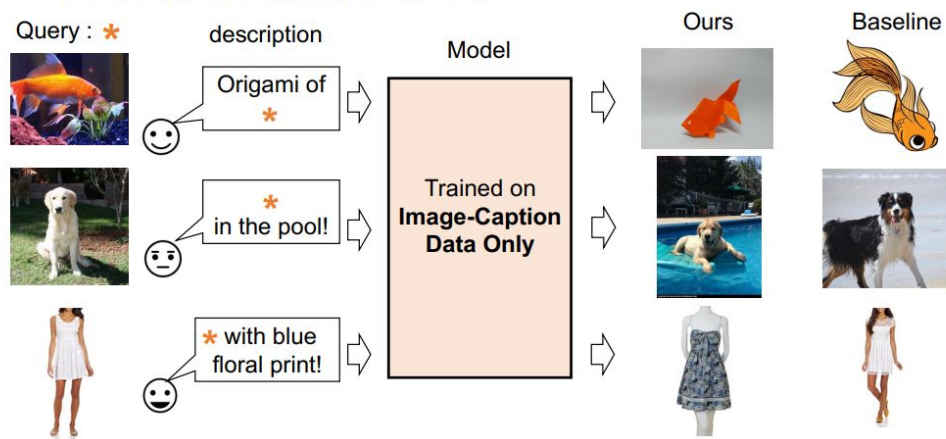 Query : *
description
Model
Ours
Baseline
Origami of
*
*
in the pool!
* with blue
floral print!
Trained on
Image-Caption
Data Only